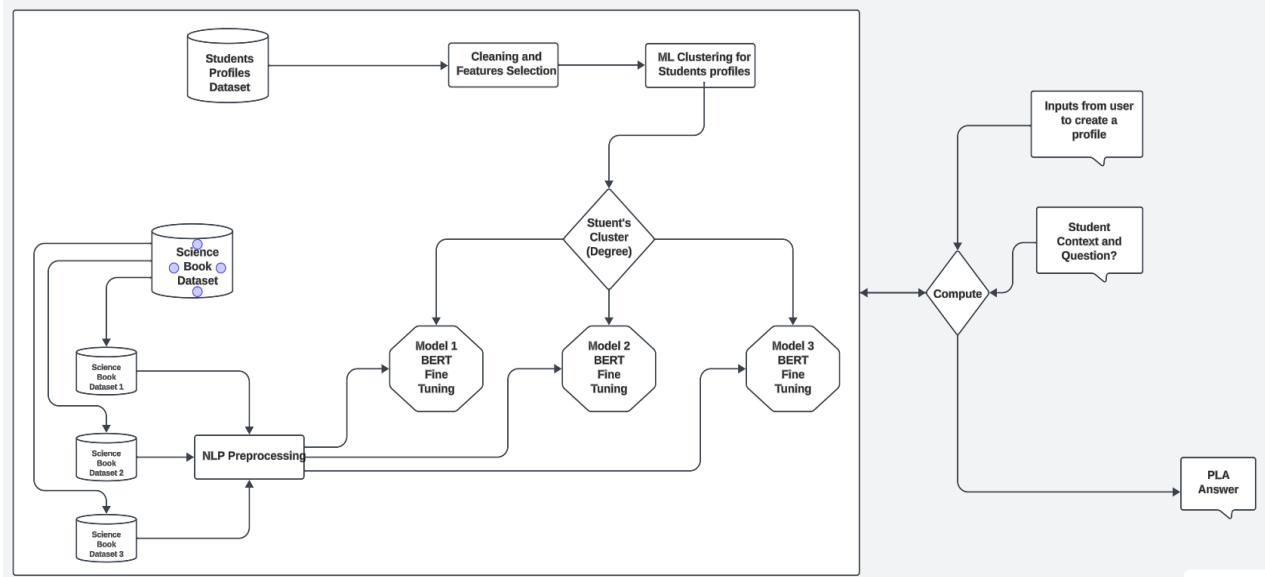 Students
Profiles
Dataset
Cleaning and
Features Selection
ML Clustering for
Students profiles
Inputs from user
to create a
profile
Stuent's
Cluster
(Degree)
Student
Context and
Question?
Science
Book
Dataset
Compute
Model 1
BERT
Fine
Tuning
Model 2
BERT
Fine
Tuning
Model 3
BERT
Fine
Tuning
Science
Book
Dataset 1
NLP Preprocessing
Science
Book
Dataset 2
PLA
Answer
Science
Book
Dataset 3